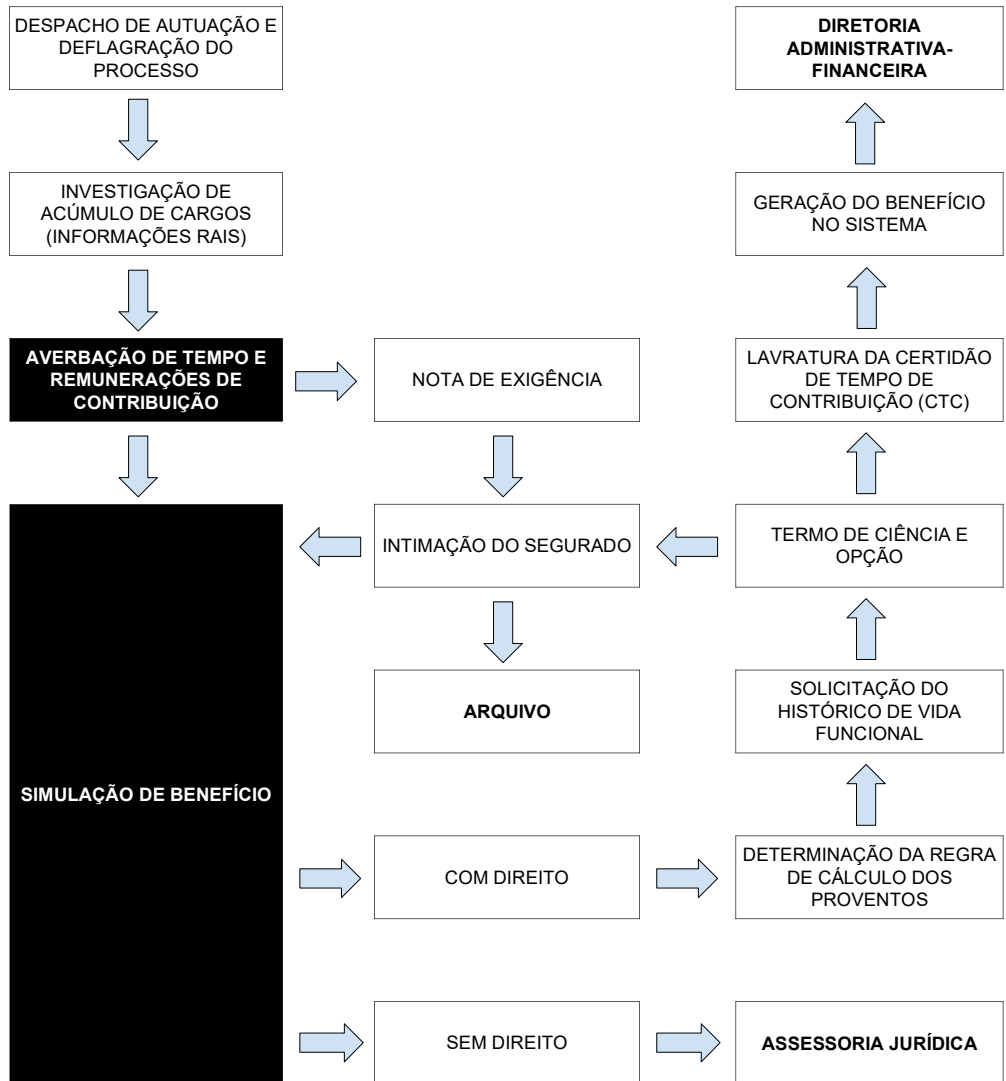 DESPACHO DE AUTUAÇÃO E
DEFLAGRAÇÃO DO
PROCESSO
DIRETORIA
ADMINISTRATIVA-
FINANCEIRA
INVESTIGAÇÃO DE
ACÚMULO DE CARGOS
(INFORMAÇÕES RAIS)
GERAÇÃO DO BENEFÍCIO
NO SISTEMA
AVERBAÇÃO DE TEMPO E
REMUNERAÇÕES DE
CONTRIBUIÇÃO
NOTA DE EXIGÊNCIA
LAVRATURA DA CERTIDÃO
DE TEMPO DE
CONTRIBUIÇÃO (CTC)
INTIMAÇÃO DO SEGURADO
TERMO DE CIÊNCIA E
OPÇÃO
ARQUIVO
SOLICITAÇÃO DO
HISTÓRICO DE VIDA
FUNCIONAL
SIMULAÇÃO DE BENEFÍCIO
COM DIREITO
DETERMINAÇÃO DA REGRA
DE CÁLCULO DOS
PROVENTOS
SEM DIREITO
ASSESSORIA JURÍDICA